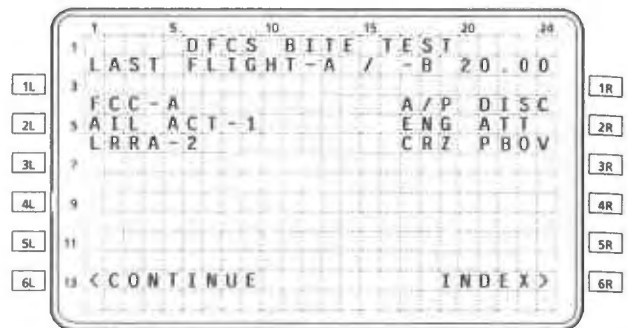 1 5 10 15 20 24
1 DFCS BITE TEST
LAST FLIGHT-A / -B 20.00
1L 3 1R
FCC-A A/P DISC
2L 5 AIL ACT-1 ENG ATT 2R
LRRA-2 CRZ PBOV
3L 7 3R
4L 9 4R
5L 11 5R
6L 13 <CONTINUE INDEX> 6R